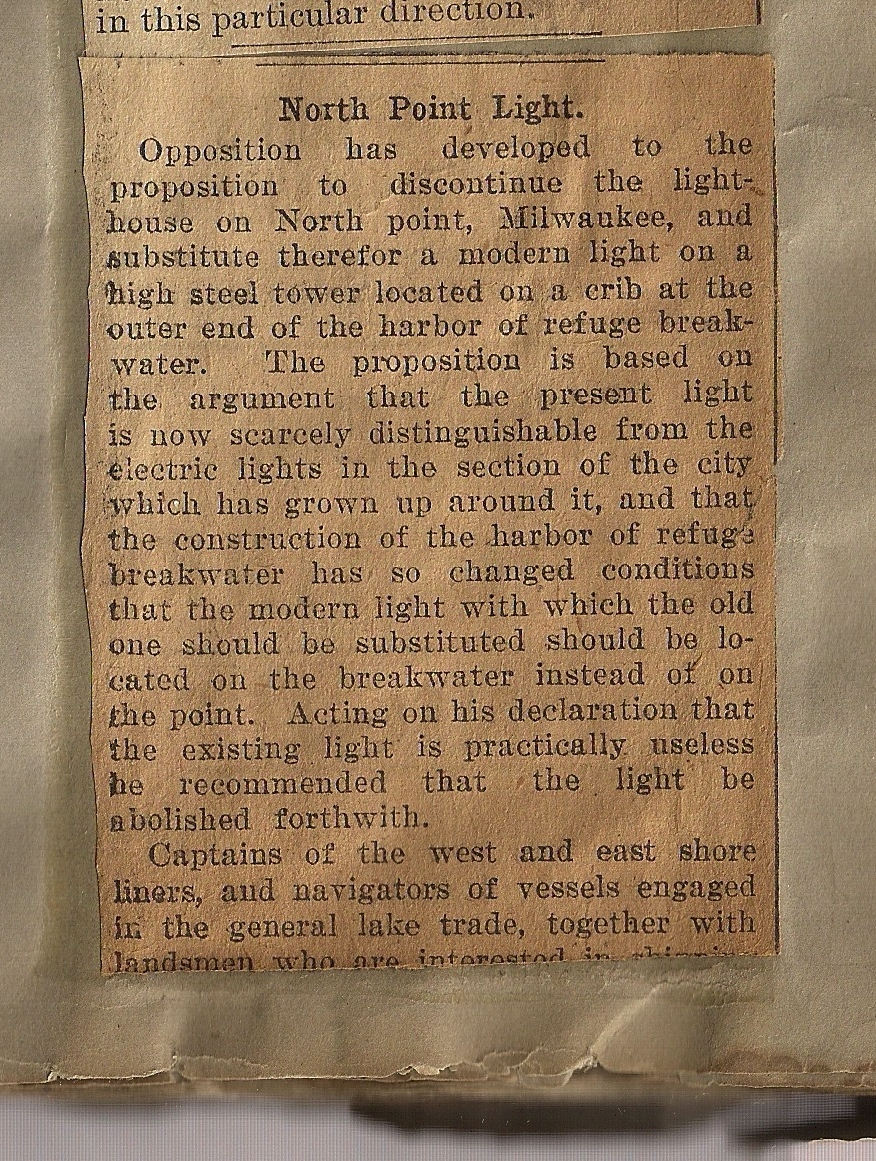 in this particular direction.
North Point Light.
Opposition has developed to the
proposition to discontinue the light-
house on North point, Milwaukee, and
substitute therefor a modern light on a
high steel tower located on a crib at the
outer end of the harbor of refuge break-
water. The proposition is based on
the argument that the present light
is now scarcely distinguishable from the
electric lights in the section of the city
which has grown up around it, and that
the construction of the harbor of refuge
breakwater has so changed conditions
that the modern light with which the old
one should be substituted should be lo-
cated on the breakwater instead of on
the point. Acting on his declaration that
the existing light is practically useless
he recommended that the light be
abolished forthwith.
Captains of the west and east shore
liners, and navigators of vessels engaged
in the general lake trade, together with
landsmen who are interested in